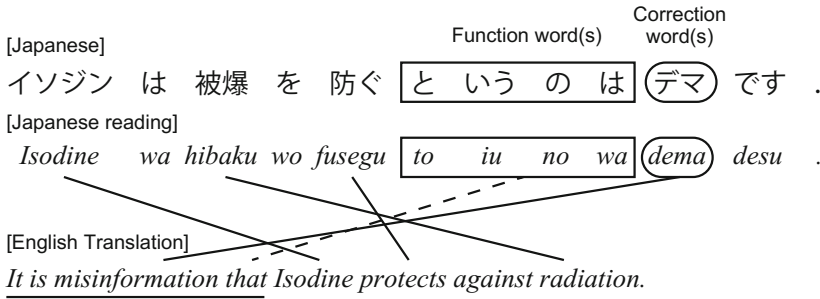 Correction
Function word(s) word(s)
[Japanese]
イソジン は 被爆 を 防ぐ と いう の は デマ です .
[Japanese reading]
Isodine wa hibaku wo fusegu to iu no wa dema desu .
[English Translation]
It is misinformation that Isodine protects against radiation.